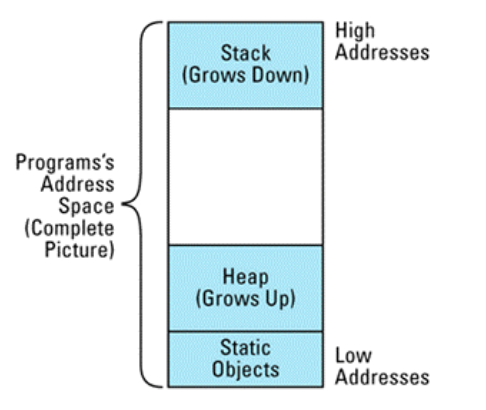 High
Addresses
Stack
(Grows Down)
Programs's
Address
Space
(Complete
Picture)
Heap
(Grows Up)
Static
Objects
Low
Addresses